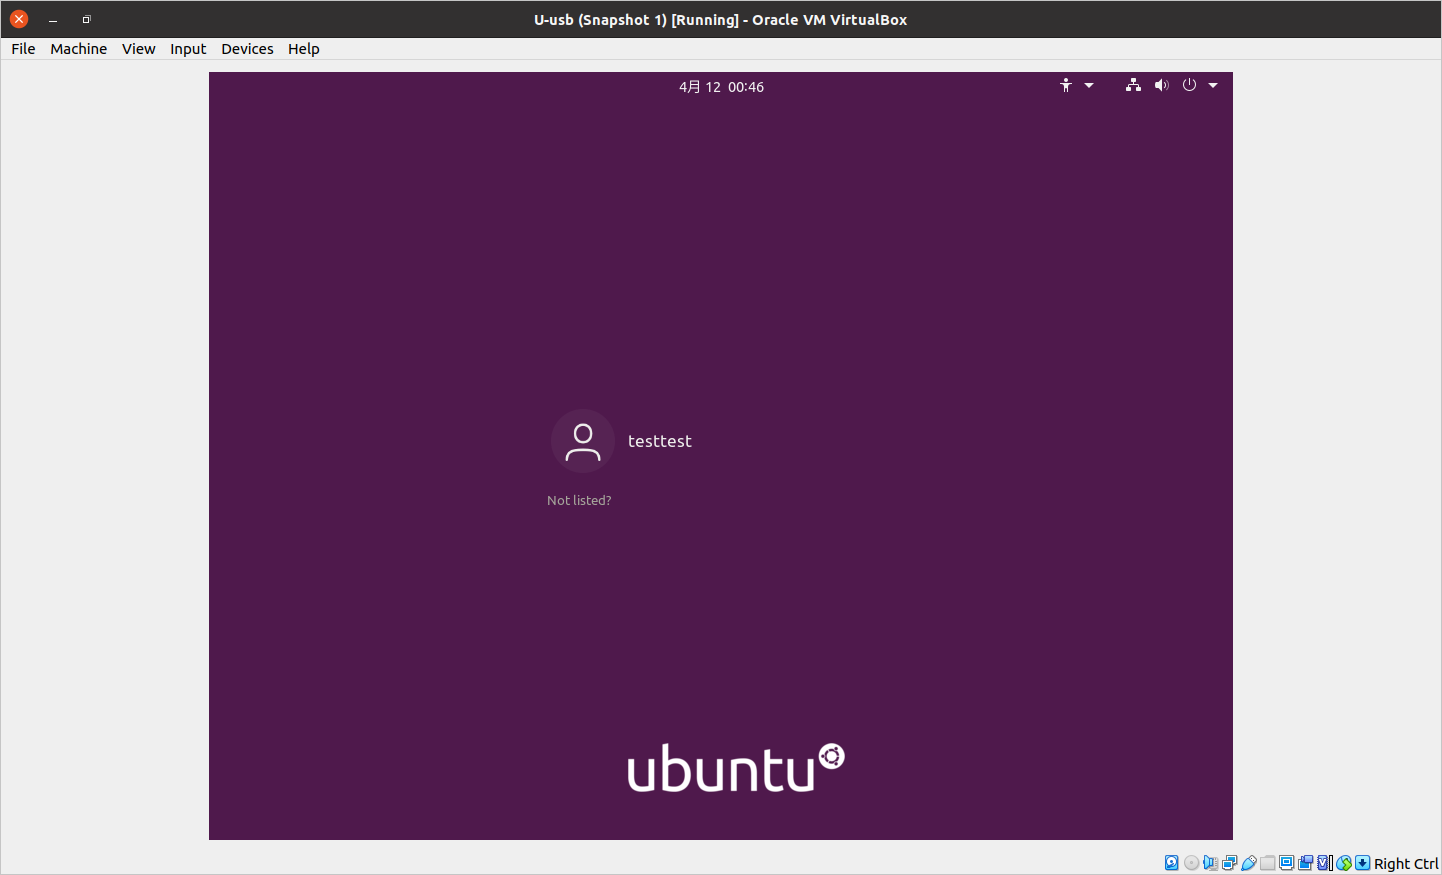 U-usb (Snapshot 1) [Running] - Oracle VM VirtualBox
File Machine View Input Devices Help
4月 12 00:46
testtest
Not listed?
ubuntu
Right Ctrl